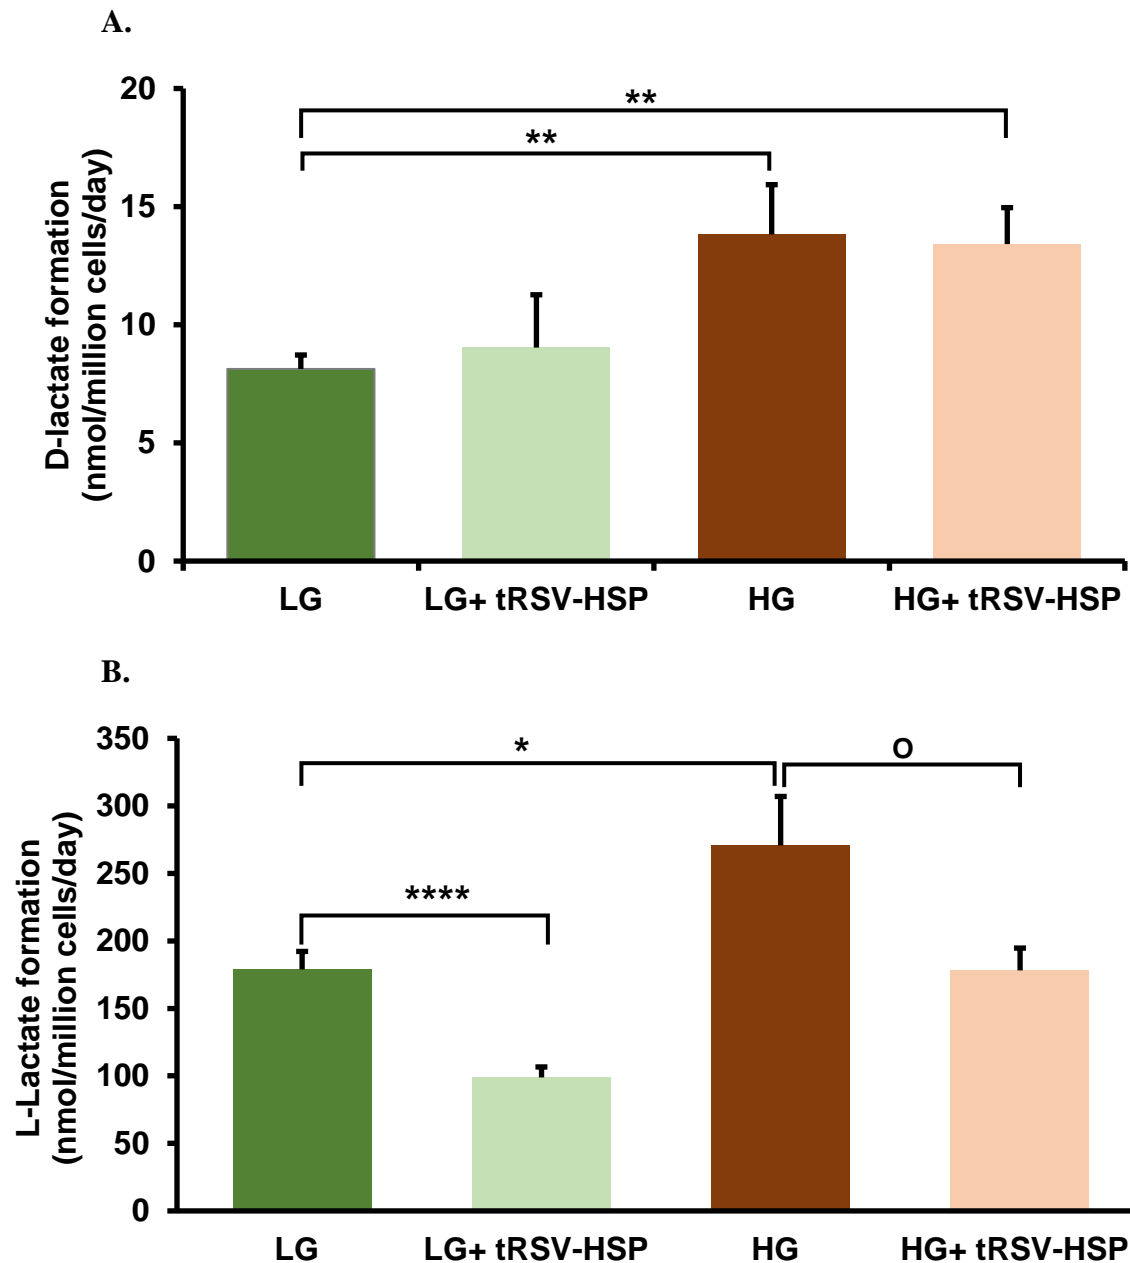 A.
20
**
**
15
10
5
0
D-lactate formation
(nmol/million cells/day)
LG
LG+ tRSV-HSP
HG
HG+ tRSV-HSP
B.
350
*
O
300
250
****
200
150
100
50
0
L-Lactate formation
(nmol/million cells/day)
LG
LG+ tRSV-HSP
HG
HG+ tRSV-HSP